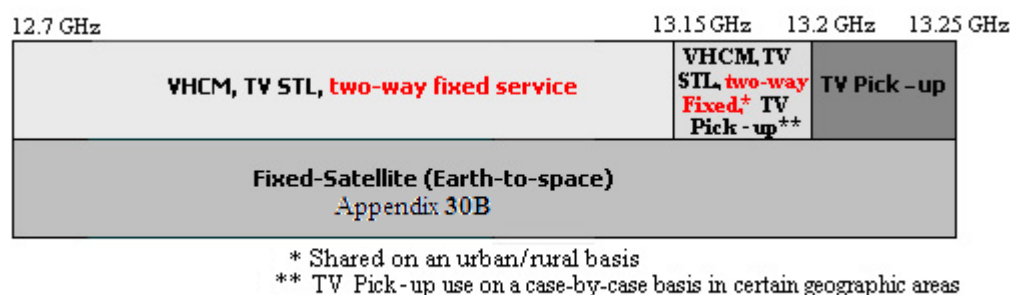 12.7 GHz 13.15 GHz 13.2 GHz 13.25 GHz
VHCM, TV STL, two-way fixed service
VHCM, TV
STL, two-way
Fixed,* TV
Pick-up**
TV Pick-up
Fixed-Satellite (Earth-to-space)
Appendix 30B
* Shared on an urban/rural basis
** TV Pick-up use on a case-by-case basis in certain geographic areas